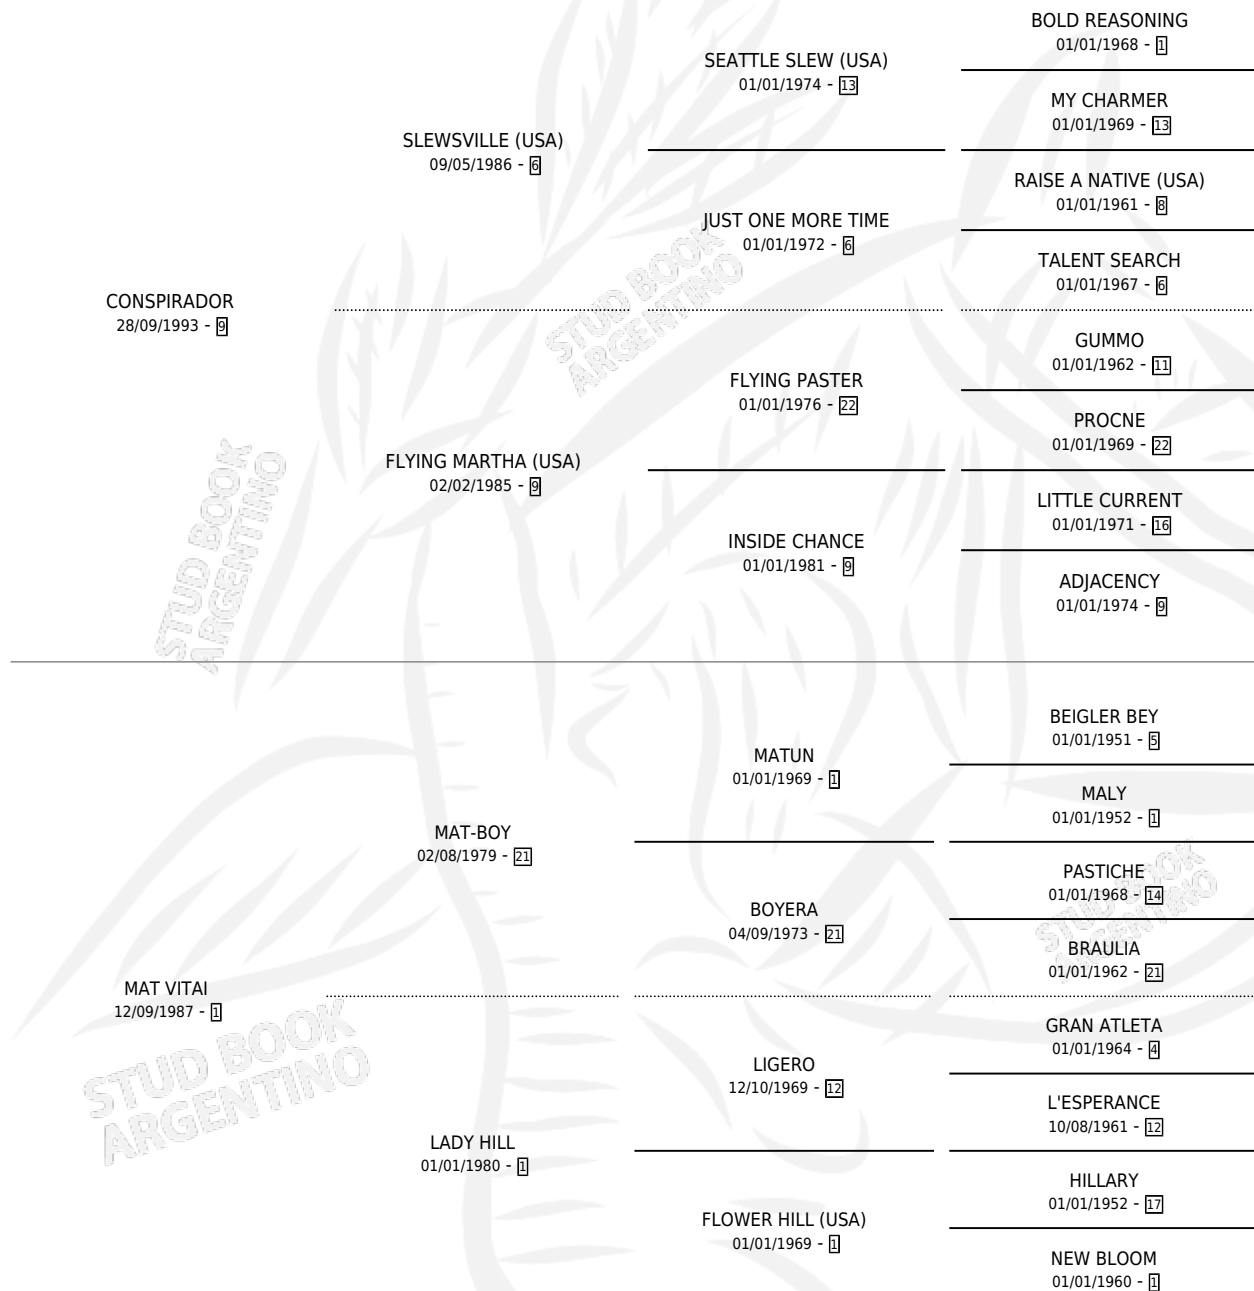 BOLD REASONING
01/01/1968 - 1
SEATTLE SLEW (USA)
01/01/1974 - 13
MY CHARMER
01/01/1969 - 13
SLEWSVILLE (USA)
09/05/1986 - 6
RAISE A NATIVE (USA)
01/01/1961 - 8
JUST ONE MORE TIME
01/01/1972 - 6
TALENT SEARCH
01/01/1967 - 6
STUD BOOK
ARGENTINO
CONSPIRADOR
28/09/1993 - 9
GUMMO
01/01/1962 - 11
FLYING PASTER
01/01/1976 - 22
PROCNE
01/01/1969 - 22
FLYING MARTHA (USA)
02/02/1985 - 9
LITTLE CURRENT
01/01/1971 - 16
INSIDE CHANCE
01/01/1981 - 9
ADJACENCY
01/01/1974 - 9
STUD BOOK
ARGENTINO
BEIGLER BEY
01/01/1951 - 5
MATUN
01/01/1969 - 1
MALY
01/01/1952 - 1
MAT-BOY
02/08/1979 - 21
PASTICHE
01/01/1968 - 14
BOYERA
04/09/1973 - 21
STUD BOOK
ARGENTINO
BRAULIA
01/01/1962 - 21
MAT VITAI
12/09/1987 - 1
GRAN ATLETA
01/01/1964 - 4
STUD BOOK
ARGENTINO
LIGERO
12/10/1969 - 12
L'ESPERANCE
10/08/1961 - 12
LADY HILL
01/01/1980 - 1
HILLARY
01/01/1952 - 17
FLOWER HILL (USA)
01/01/1969 - 1
NEW BLOOM
01/01/1960 - 1